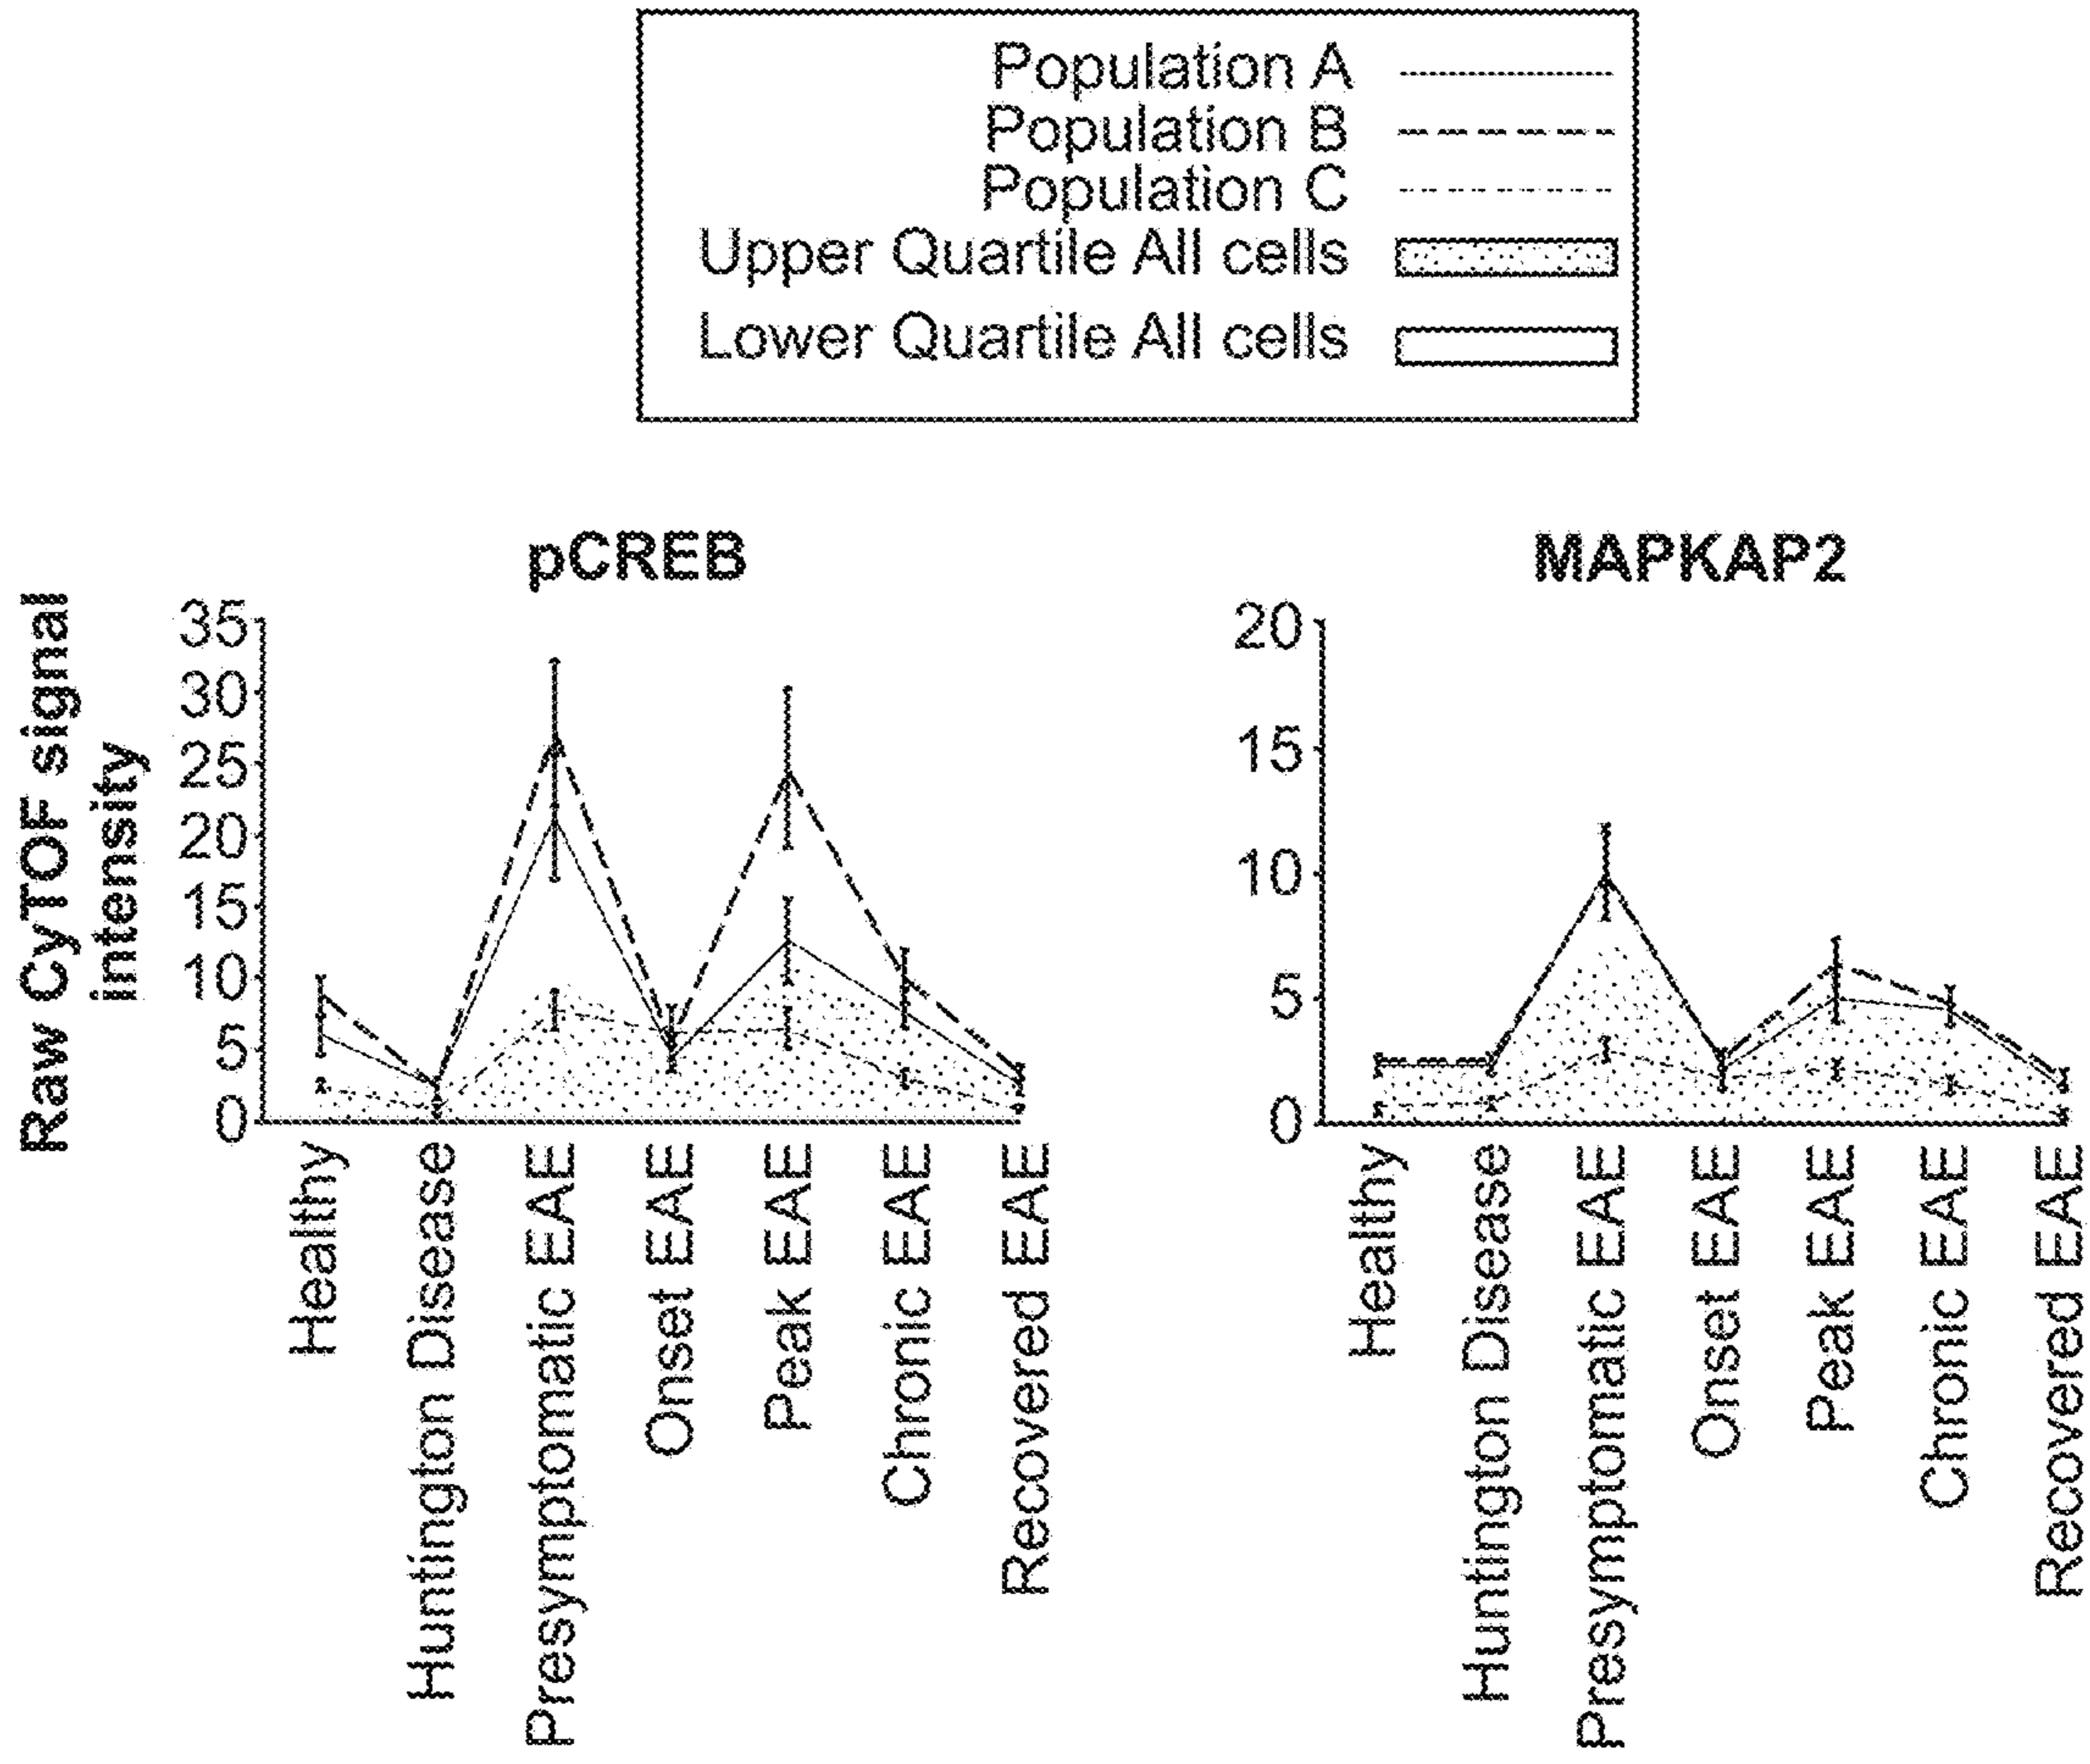 Population A
Population B
Population C
Upper Quartile All cells
Lower Quartile All cells
pCREB
Raw CyTOF signal
intensity
35
30
25
20
15
10
5
0
Healthy
Huntington Disease
Presymptomatic EAE
Onset EAE
Peak EAE
Chronic EAE
Recovered EAE
MAPKAP2
20
15
10
5
0
Healthy
Huntington Disease
Presymptomatic EAE
Onset EAE
Peak EAE
Chronic EAE
Recovered EAE